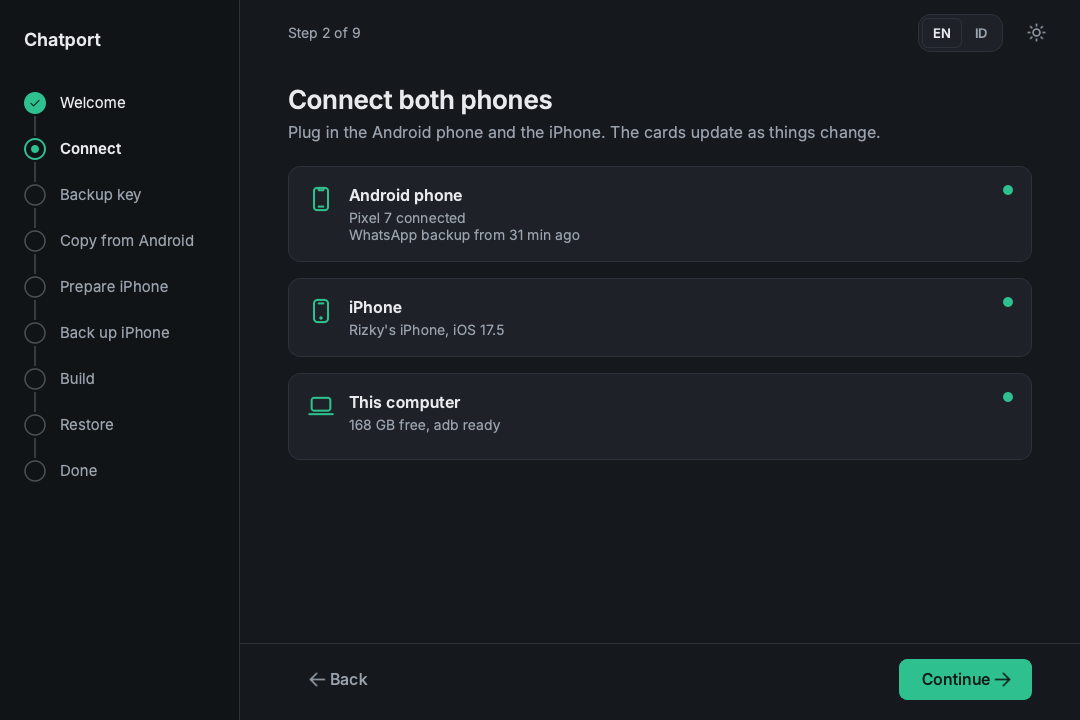 Chatport
Welcome
Connect
Backup key
Copy from Android
Prepare iPhone
Back up iPhone
Build
Restore
Done
Step 2 of 9
EN
ID
Connect both phones
Plug in the Android phone and the iPhone. The cards update as things change.
Android phone
Pixel 7 connected
WhatsApp backup from 31 min ago
iPhone
Rizky's iPhone, iOS 17.5
This computer
168 GB free, adb ready
Back
Continue